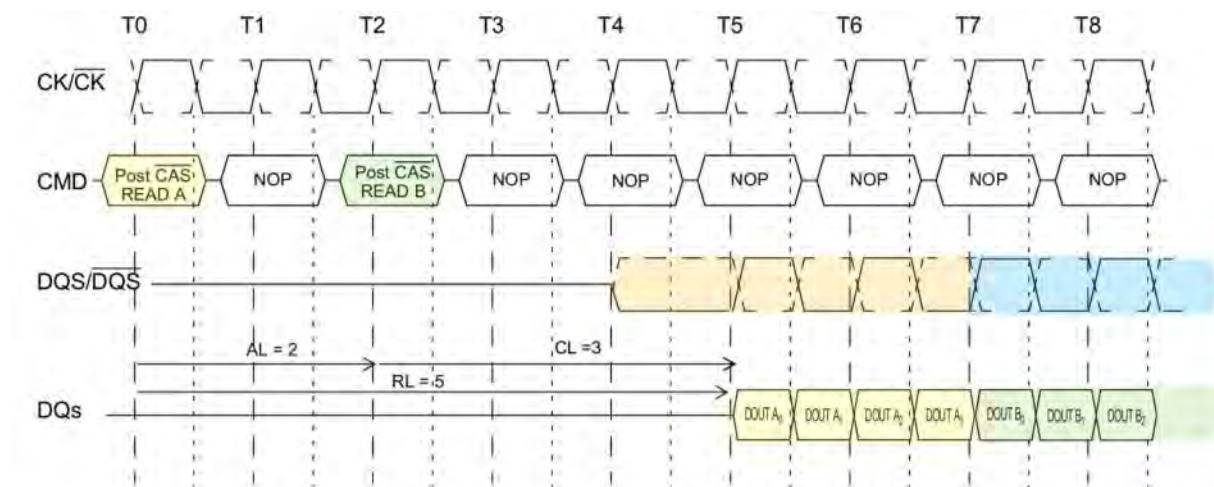 T0 T1 T2 T3 T4 T5 T6 T7 T8
CK/CK
CMD
Post CAS
READ A
NOP
Post CAS
READ B
NOP
NOP
NOP
NOP
NOP
NOP
DQS/DQS
AL = 2
CL =3
RL = 5
DQs
DOUT A0
DOUT A1
DOUT A2
DOUT A3
DOUT B0
DOUT B1
DOUT B2